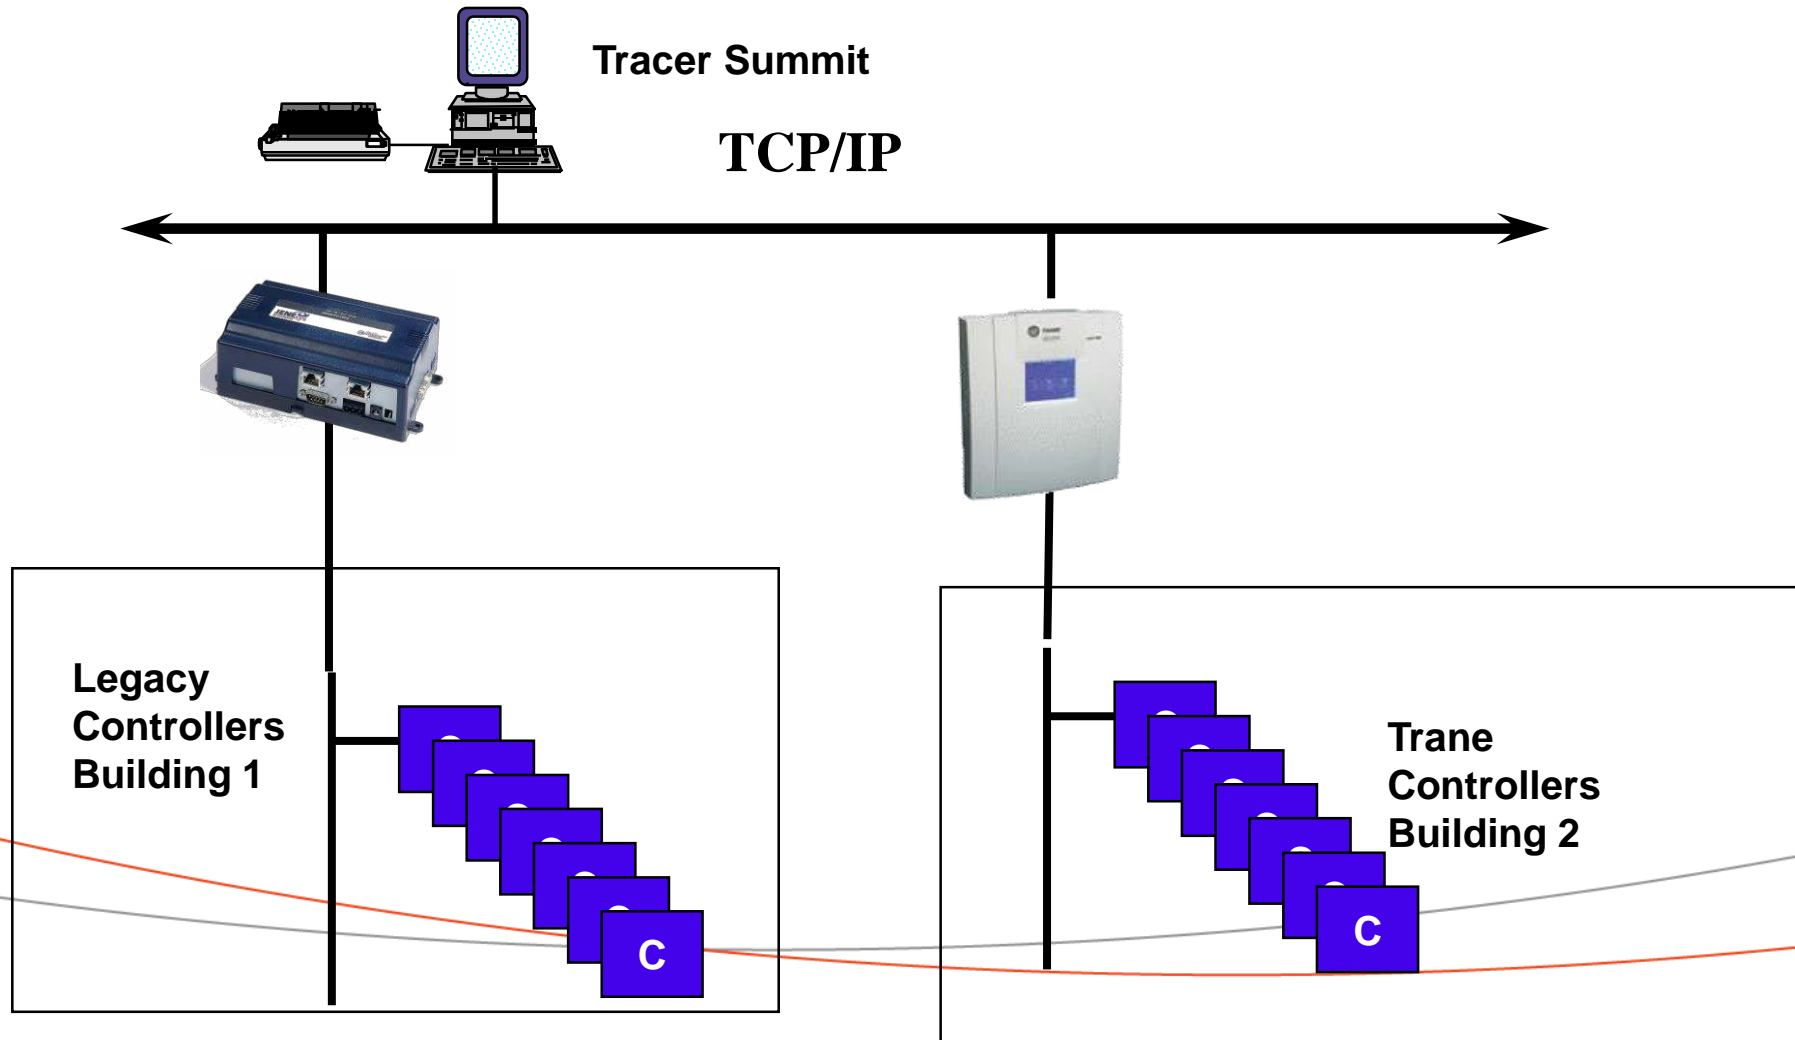 Tracer Summit
TCP/IP
Legacy
Controllers
Building 1
Trane
Controllers
Building 2
C
C